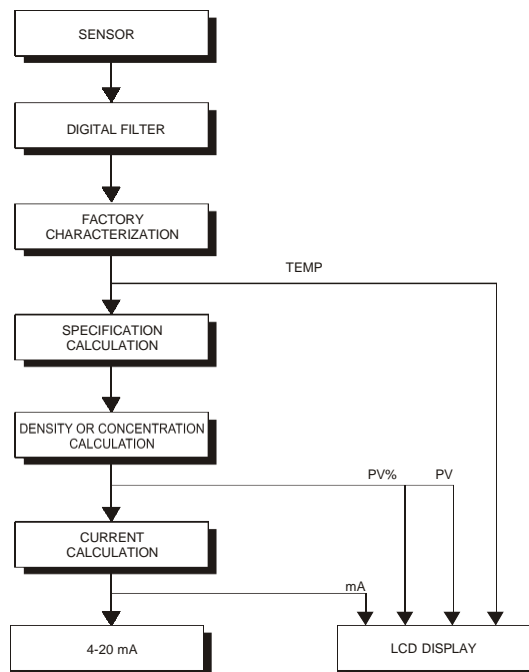 SENSOR
DIGITAL FILTER
FACTORY
CHARACTERIZATION
TEMP
SPECIFICATION
CALCULATION
DENSITY OR CONCENTRATION
CALCULATION
PV% PV
CURRENT
CALCULATION
mA
4-20 mA
LCD DISPLAY